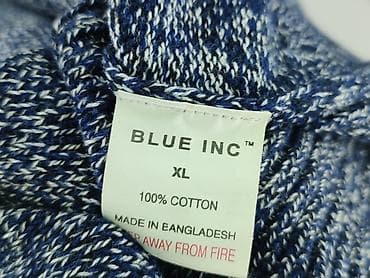 BLUE INC™
XL
100% COTTON
MADE IN BANGLADESH
AWAY FROM FIRE